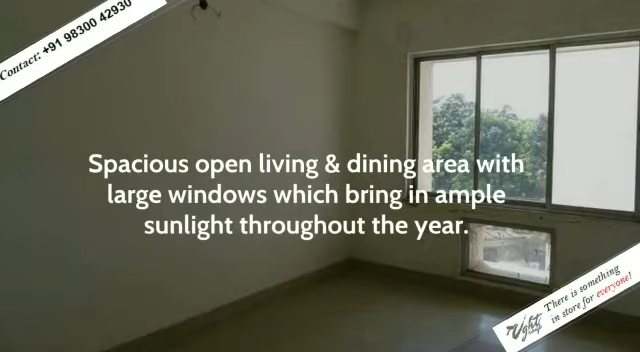 Contact: +91 98300 42930
Spacious open living & dining area with
large windows which bring in ample
sunlight throughout the year.
There is something
in store for everyone!